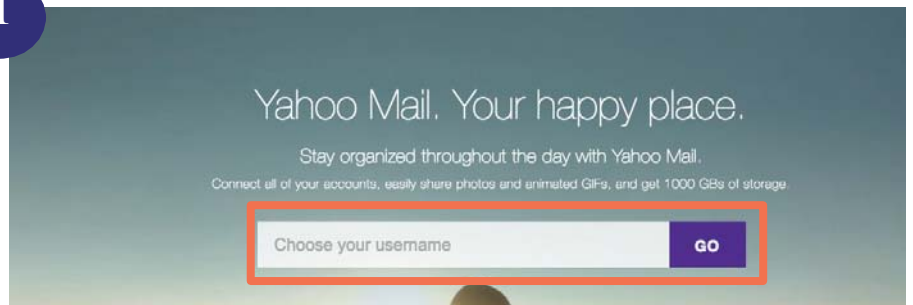 Yahoo Mail. Your happy place.
Stay organized throughout the day with Yahoo Mail.
Connect all of your accounts, easily share photos and animated GIFs, and get 1000 GBs of storage.
Choose your username GO